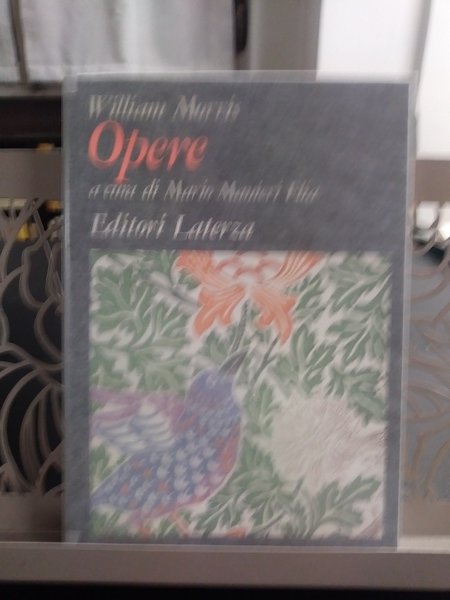 William Morris
Opere
a cura di Mario Manieri Elia
Editori Laterza